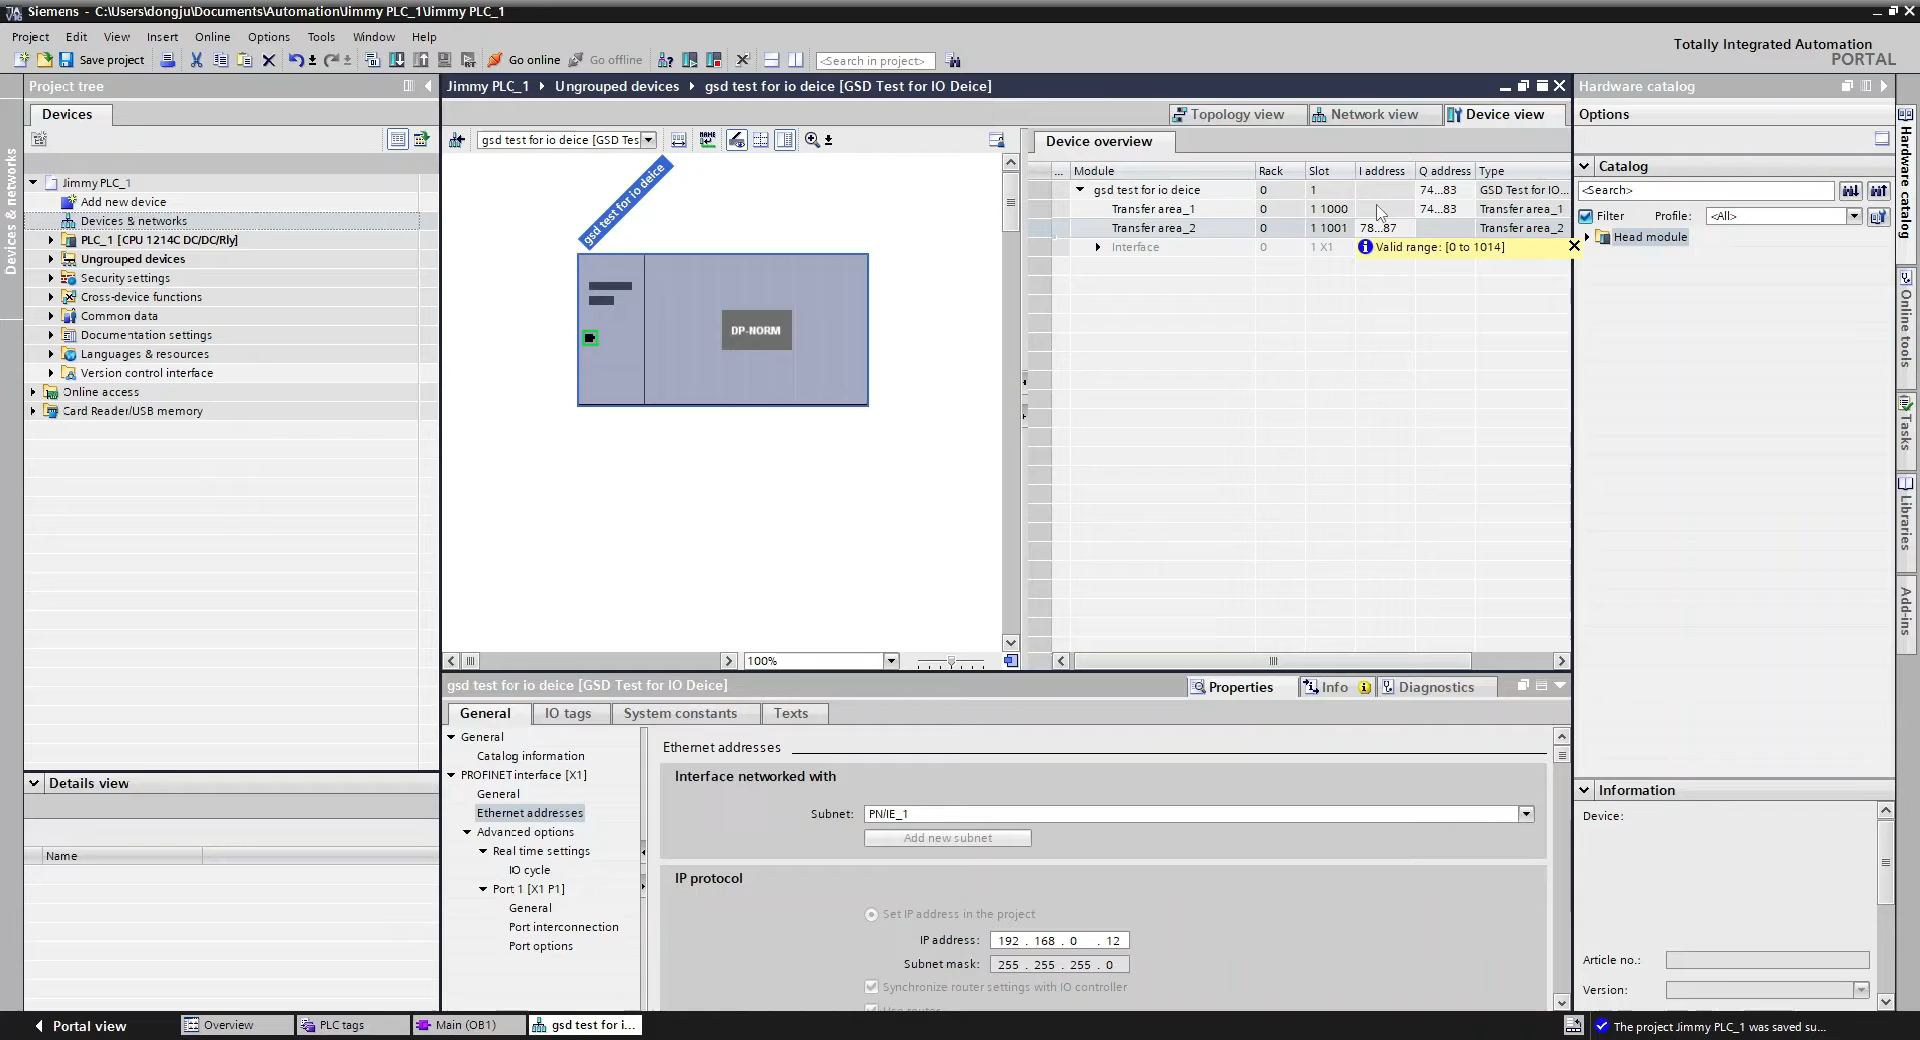 Siemens - C:\Users\dongju\Documents\Automation\Jimmy PLC_1\Jimmy PLC_1
Project Edit View Insert Online Options Tools Window Help
Totally Integrated Automation
PORTAL
Save project Go online Go offline <Search in project>
Project tree
Jimmy PLC_1 Ungrouped devices gsd test for io deice [GSD Test for IO Deice]
Hardware catalog
Devices
Topology view Network view Device view
Options
gsd test for io deice [GSD Tes
Device overview
Devices & networks
Jimmy PLC_1
Add new device
Devices & networks
PLC_1 [CPU 1214C DC/DC/Rly]
Ungrouped devices
Security settings
Cross-device functions
Common data
Documentation settings
Languages & resources
Version control interface
Online access
Card Reader/USB memory
gsd test for io deice
DP-NORM
100%
... Module Rack Slot I address Q address Type
gsd test for io deice 0 1 74...83 GSD Test for IO...
Transfer area_1 0 1 1000 74...83 Transfer area_1
Transfer area_2 0 1 1001 78...87 Transfer area_2
Interface 0 1 X1
Valid range: [0 to 1014]
Catalog
<Search>
Filter Profile: <All>
Head module
Hardware catalog
Online tools
Tasks
Libraries
Add-ins
Details view
Name
gsd test for io deice [GSD Test for IO Deice]
Properties Info Diagnostics
General IO tags System constants Texts
General
Catalog information
PROFINET interface [X1]
General
Ethernet addresses
Advanced options
Real time settings
IO cycle
Port 1 [X1 P1]
General
Port interconnection
Port options
Ethernet addresses
Interface networked with
Subnet: PN/IE_1
Add new subnet
IP protocol
Set IP address in the project
IP address: 192 . 168 . 0 . 12
Subnet mask: 255 . 255 . 255 . 0
Synchronize router settings with IO controller
Use router
Information
Device:
Article no.:
Version:
Portal view Overview PLC tags Main (OB1) gsd test for i...
The project Jimmy PLC_1 was saved su...